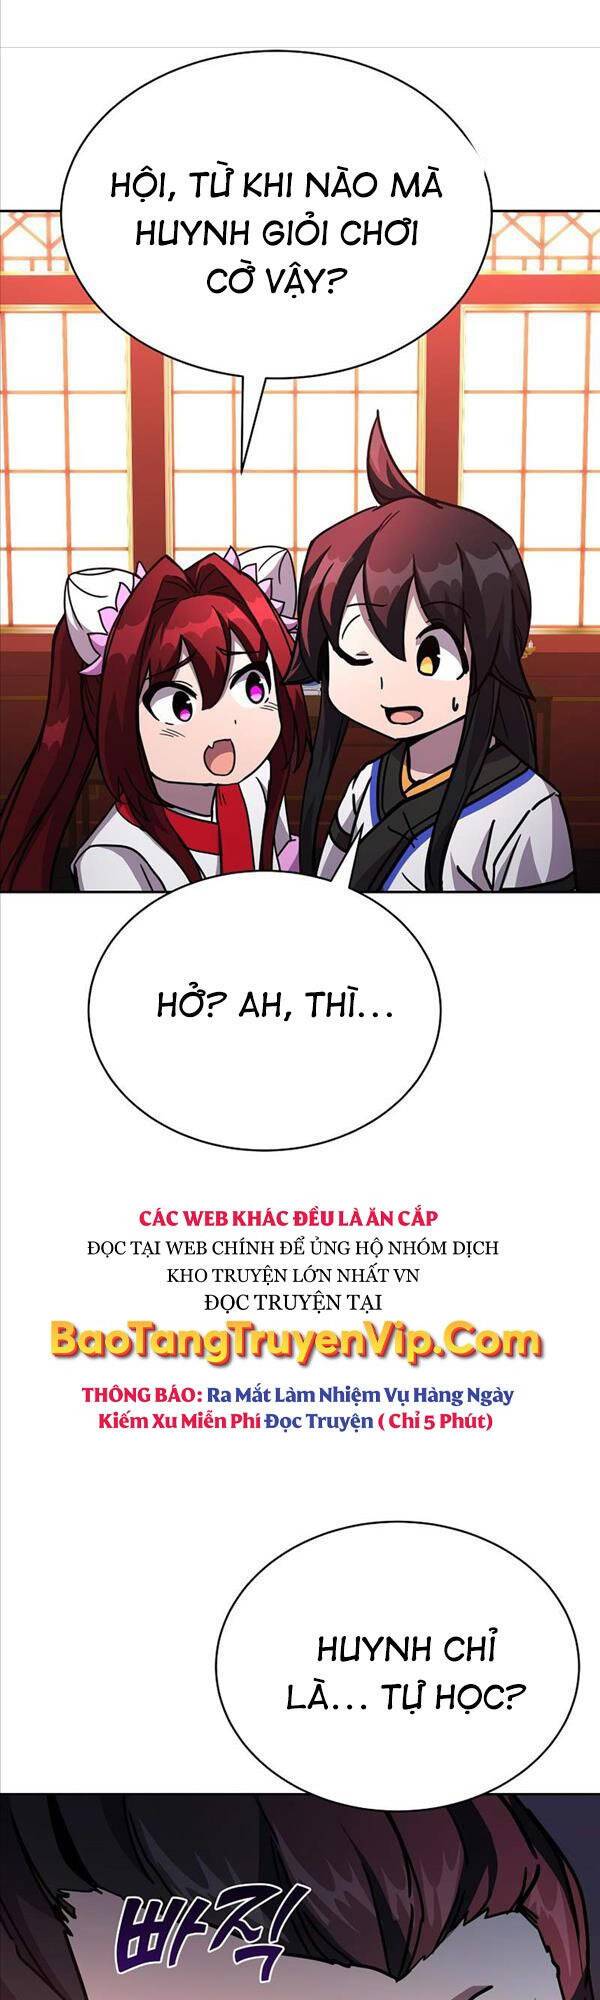 HỘI, TỪ KHI NÀO MÀ
HUYNH GIỎI CHƠI
CỜ VẬY?
HỞ? AH, THÌ...
CÁC WEB KHÁC ĐỀU LÀ ĂN CẮP
ĐỌC TẠI WEB CHÍNH ĐỂ ỦNG HỘ NHÓM DỊCH
KHO TRUYỆN LỚN NHẤT VN
ĐỌC TRUYỆN TẠI
BaoTangTruyenVip.Com
THÔNG BÁO: Ra Mắt Làm Nhiệm Vụ Hàng Ngày
Kiếm Xu Miễn Phí Đọc Truyện ( Chỉ 5 Phút)
HUYNH CHỈ
LÀ... TỰ HỌC?
빠직